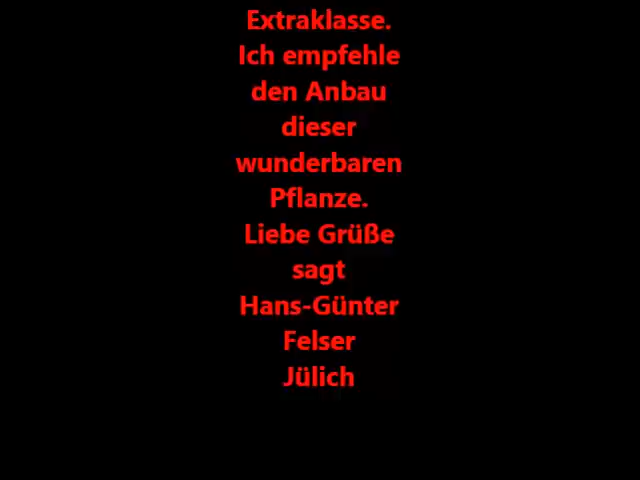 Extraklasse.
Ich empfehle
den Anbau
dieser
wunderbaren
Pflanze.
Liebe Grüße
sagt
Hans-Günter
Felser
Jülich